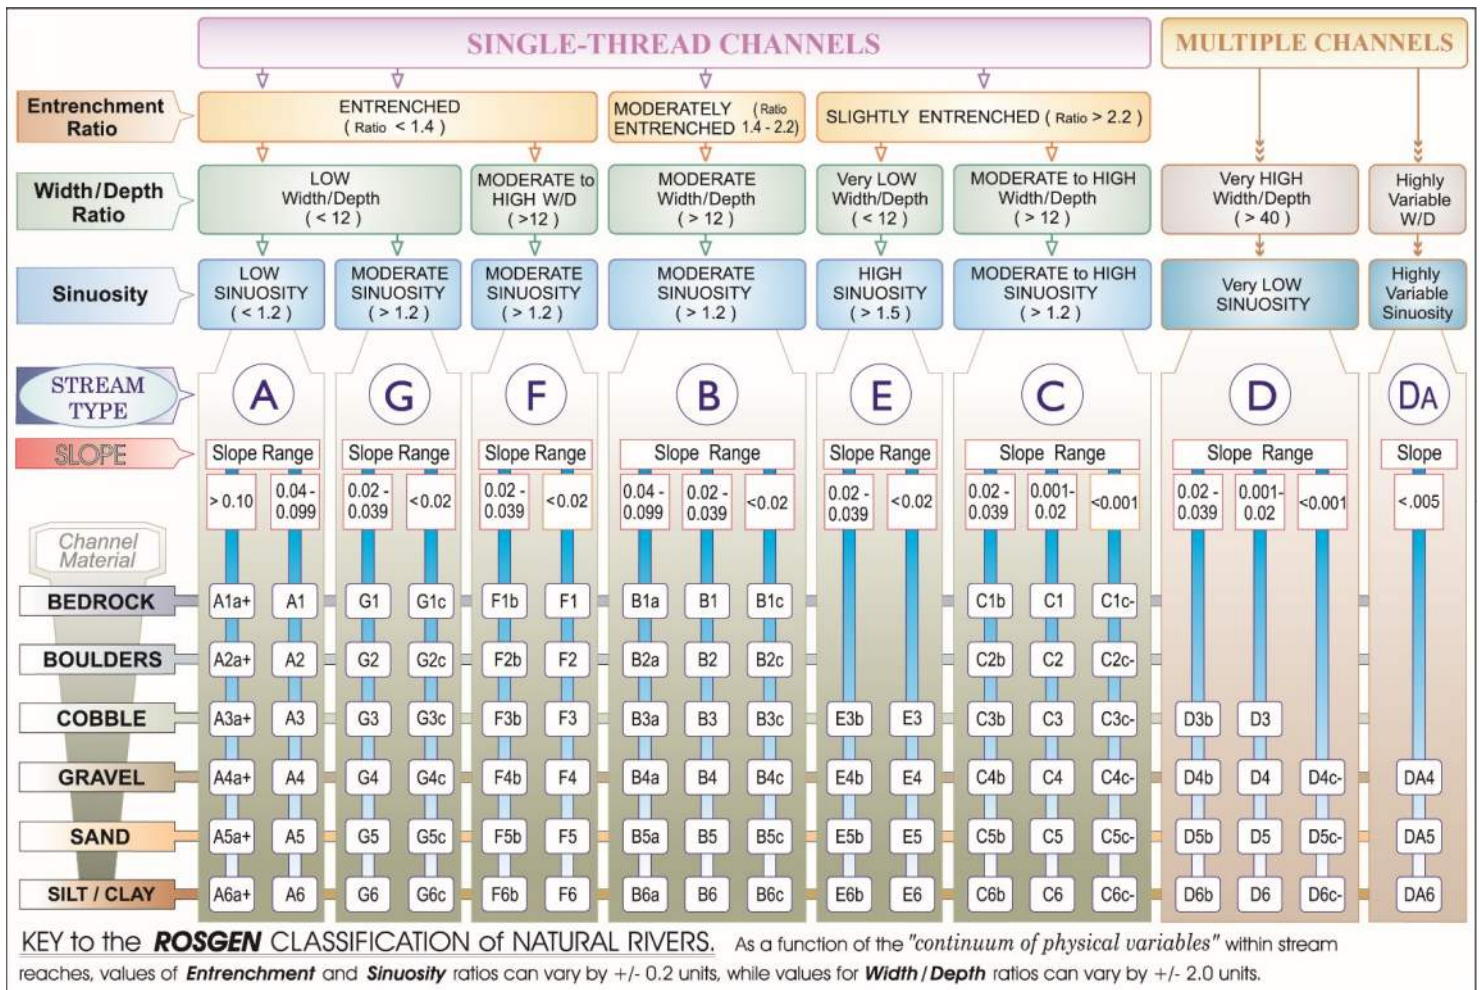 SINGLE-THREAD CHANNELS
MULTIPLE CHANNELS
Entrenchment
Ratio
ENTRENCHED
( Ratio < 1.4 )
MODERATELY ( Ratio
ENTRENCHED 1.4 - 2.2)
SLIGHTLY ENTRENCHED ( Ratio > 2.2 )
Width/Depth
Ratio
LOW
Width/Depth
( < 12 )
MODERATE to
HIGH W/D
( >12 )
MODERATE
Width/Depth
( > 12 )
Very LOW
Width/Depth
( <12 )
MODERATE to HIGH
Width/Depth
( > 12 )
Very HIGH
Width/Depth
( > 40 )
Highly
Variable
W/D
Sinuosity
LOW
SINUOSITY
( < 1.2 )
MODERATE
SINUOSITY
( > 1.2 )
MODERATE
SINUOSITY
( > 1.2 )
MODERATE
SINUOSITY
( > 1.2 )
HIGH
SINUOSITY
( > 1.5 )
MODERATE to HIGH
SINUOSITY
( > 1.2 )
Very LOW
SINUOSITY
Highly
Variable
Sinuosity
STREAM
TYPE
A G F B E C D DA
SLOPE
Slope Range Slope Range Slope Range Slope Range Slope Range Slope Range Slope Range Slope
> 0.10
0.04 -
0.099
0.02 -
0.039
<0.02
0.02 -
0.039
<0.02
0.04 -
0.099
0.02 -
0.039
<0.02
0.02 -
0.039
<0.02
0.02 -
0.039
0.001-
0.02
<0.001
0.02 -
0.039
0.001-
0.02
<0.001
<.005
Channel
Material
BEDROCK A1a+ A1 G1 G1c F1b F1 B1a B1 B1c C1b C1 C1c-
BOULDERS A2a+ A2 G2 G2c F2b F2 B2a B2 B2c C2b C2 C2c-
COBBLE A3a+ A3 G3 G3c F3b F3 B3a B3 B3c E3b E3 C3b C3 C3c- D3b D3
GRAVEL A4a+ A4 G4 G4c F4b F4 B4a B4 B4c E4b E4 C4b C4 C4c- D4b D4 D4c- DA4
SAND A5a+ A5 G5 G5c F5b F5 B5a B5 B5c E5b E5 C5b C5 C5c- D5b D5 D5c- DA5
SILT / CLAY A6a+ A6 G6 G6c F6b F6 B6a B6 B6c E6b E6 C6b C6 C6c- D6b D6 D6c- DA6
KEY to the ROSGEN CLASSIFICATION of NATURAL RIVERS. As a function of the "continuum of physical variables" within stream
reaches, values of Entrenchment and Sinuosity ratios can vary by +/- 0.2 units, while values for Width / Depth ratios can vary by +/- 2.0 units.